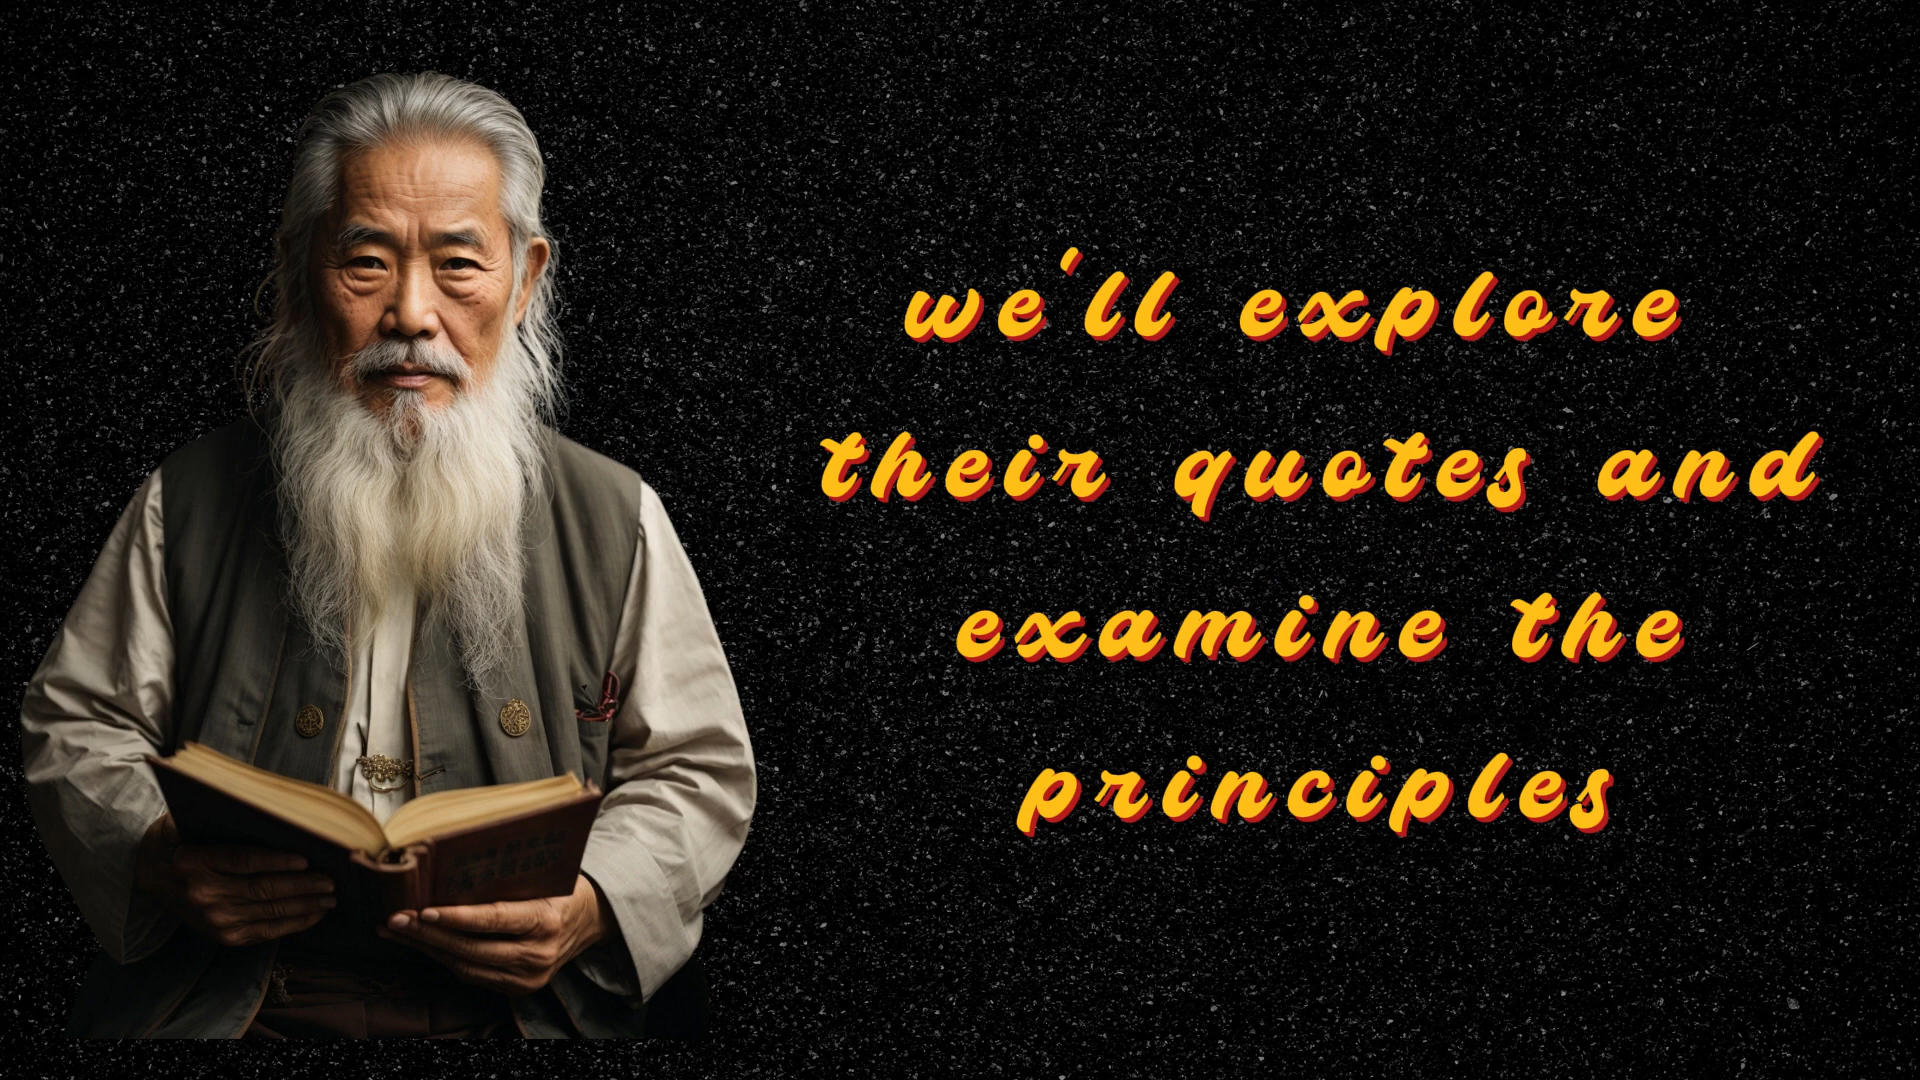 we'll explore
their quotes and
examine the
principles